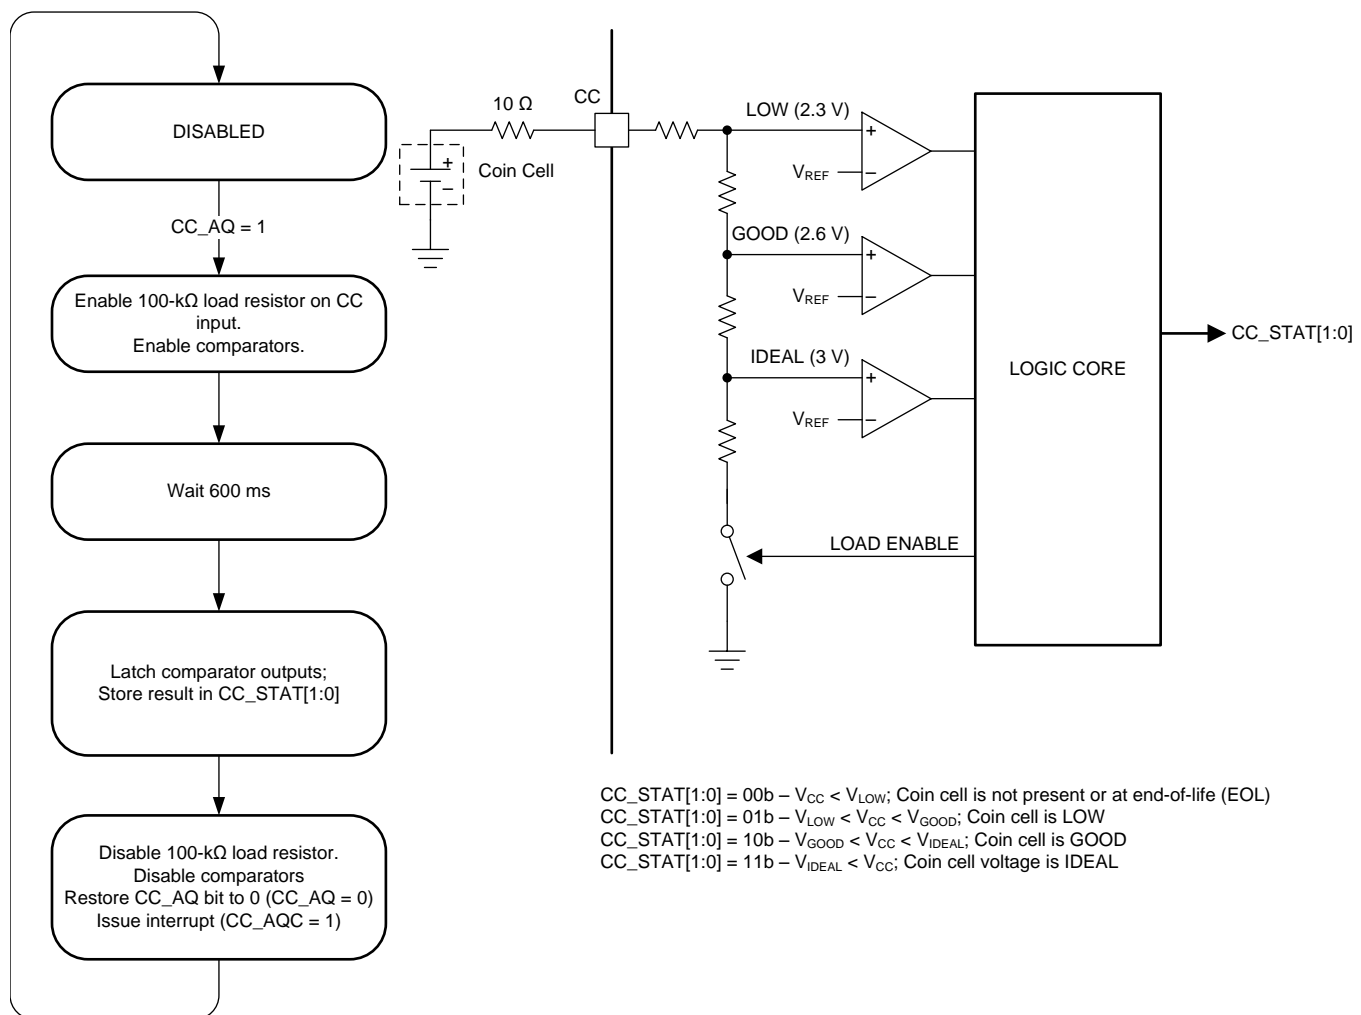 DISABLED
CC_AQ = 1
Enable 100-kΩ load resistor on CC
input.
Enable comparators.
Wait 600 ms
Latch comparator outputs;
Store result in CC_STAT[1:0]
Disable 100-kΩ load resistor.
Disable comparators
Restore CC_AQ bit to 0 (CC_AQ = 0)
Issue interrupt (CC_AQC = 1)
10 Ω
CC
+
−
Coin Cell
LOW (2.3 V)
+
VREF
−
GOOD (2.6 V)
+
VREF
−
IDEAL (3 V)
+
VREF
−
LOAD ENABLE
LOGIC CORE
CC_STAT[1:0]
CC_STAT[1:0] = 00b – VCC < VLOW; Coin cell is not present or at end-of-life (EOL)
CC_STAT[1:0] = 01b – VLOW < VCC < VGOOD; Coin cell is LOW
CC_STAT[1:0] = 10b – VGOOD < VCC < VIDEAL; Coin cell is GOOD
CC_STAT[1:0] = 11b – VIDEAL < VCC; Coin cell voltage is IDEAL